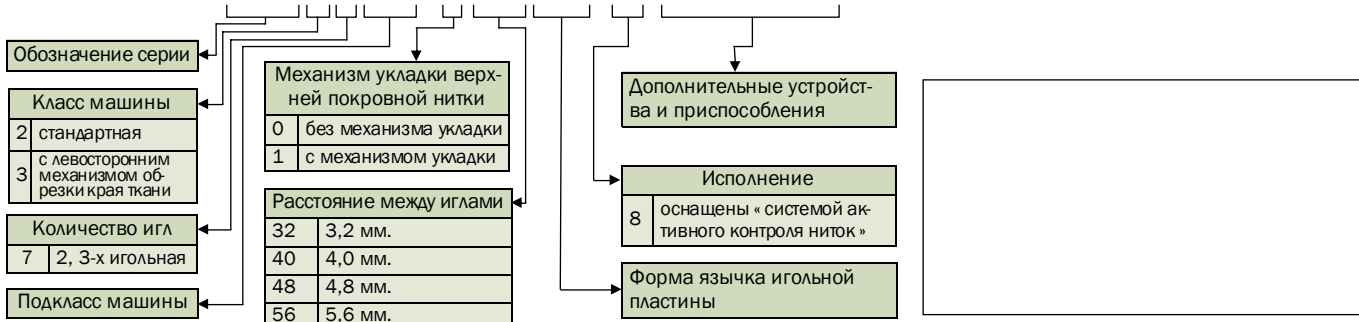 Обозначение серии
Класс машины
2 стандартная
3 с левосторонним
механизмом об-
резки края ткани
Количество игл
7 2, 3-х игольная
Подкласс машины
Механизм укладки верх-
ней покровной нитки
0 без механизма укладки
1 с механизмом укладки
Расстояние между иглами
32 3,2 мм.
40 4,0 мм.
48 4,8 мм.
56 5,6 мм.
Дополнительные устройст-
ва и приспособления
Исполнение
8 оснащены « системой ак-
тивного контроля ниток »
Форма язычка игольной
пластины